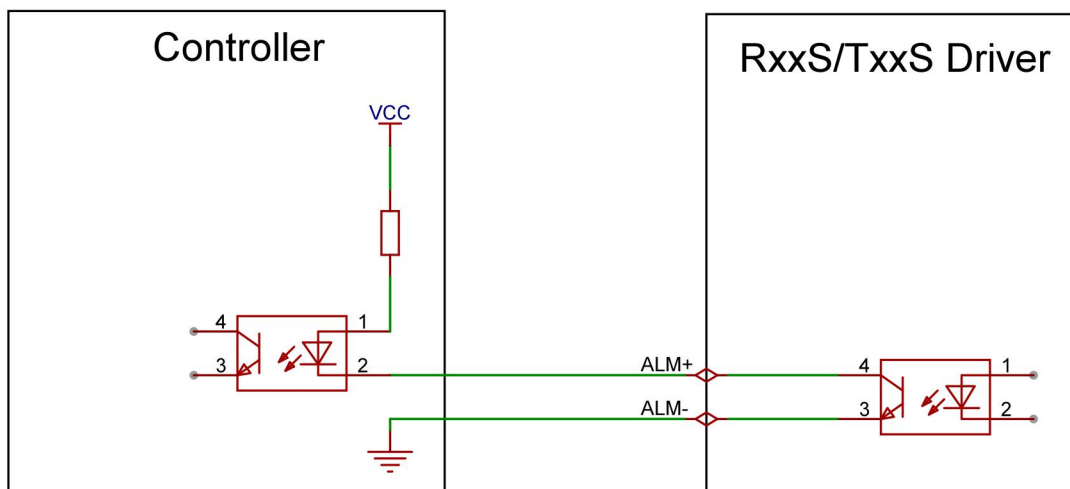 Controller
RxxS/TxxS Driver
VCC
4
1
3
2
ALM+
4
1
ALM-
3
2